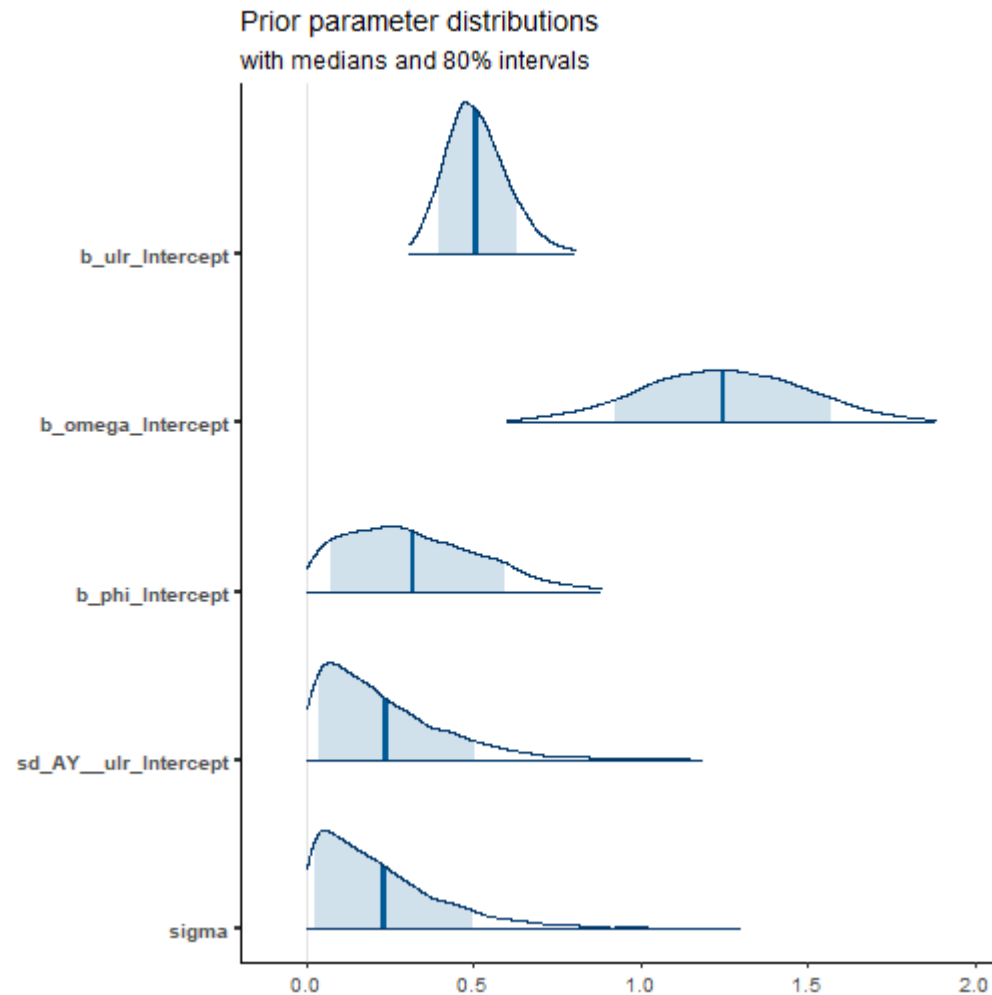 Prior parameter distributions
with medians and 80% intervals
b_ulr_Intercept
b_omega_Intercept
b_phi_Intercept
sd_AY__ulr_Intercept
sigma
0.0 0.5 1.0 1.5 2.0